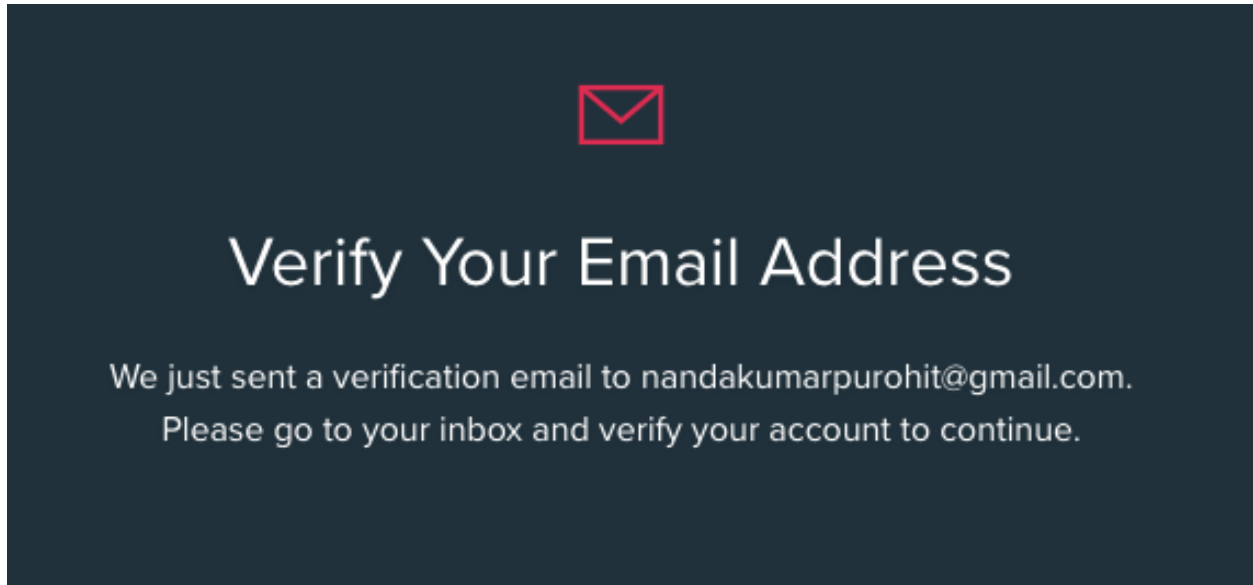 Verify Your Email Address
We just sent a verification email to nandakumarpurohit@gmail.com.
Please go to your inbox and verify your account to continue.